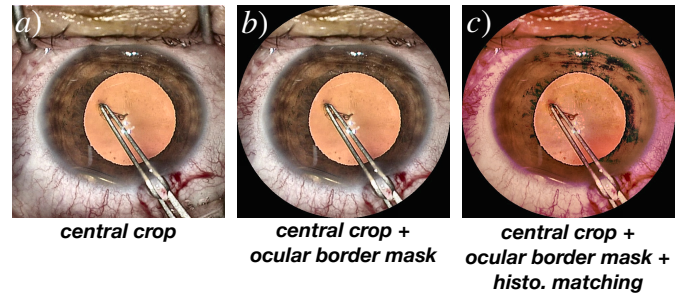 a)
b)
c)
central crop
central crop +
ocular border mask
central crop +
ocular border mask +
histo. matching